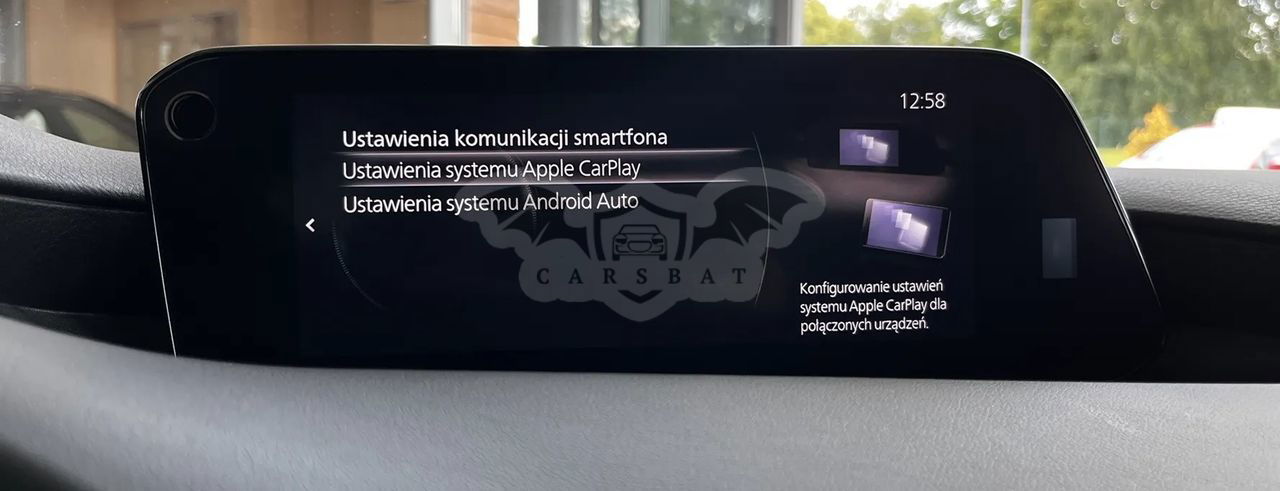 12:58
Ustawienia komunikacji smartfona
Ustawienia systemu Apple CarPlay
Ustawienia systemu Android Auto
CARSBAT
Konfigurowanie ustawień
systemu Apple CarPlay dla
połączonych urządzeń.